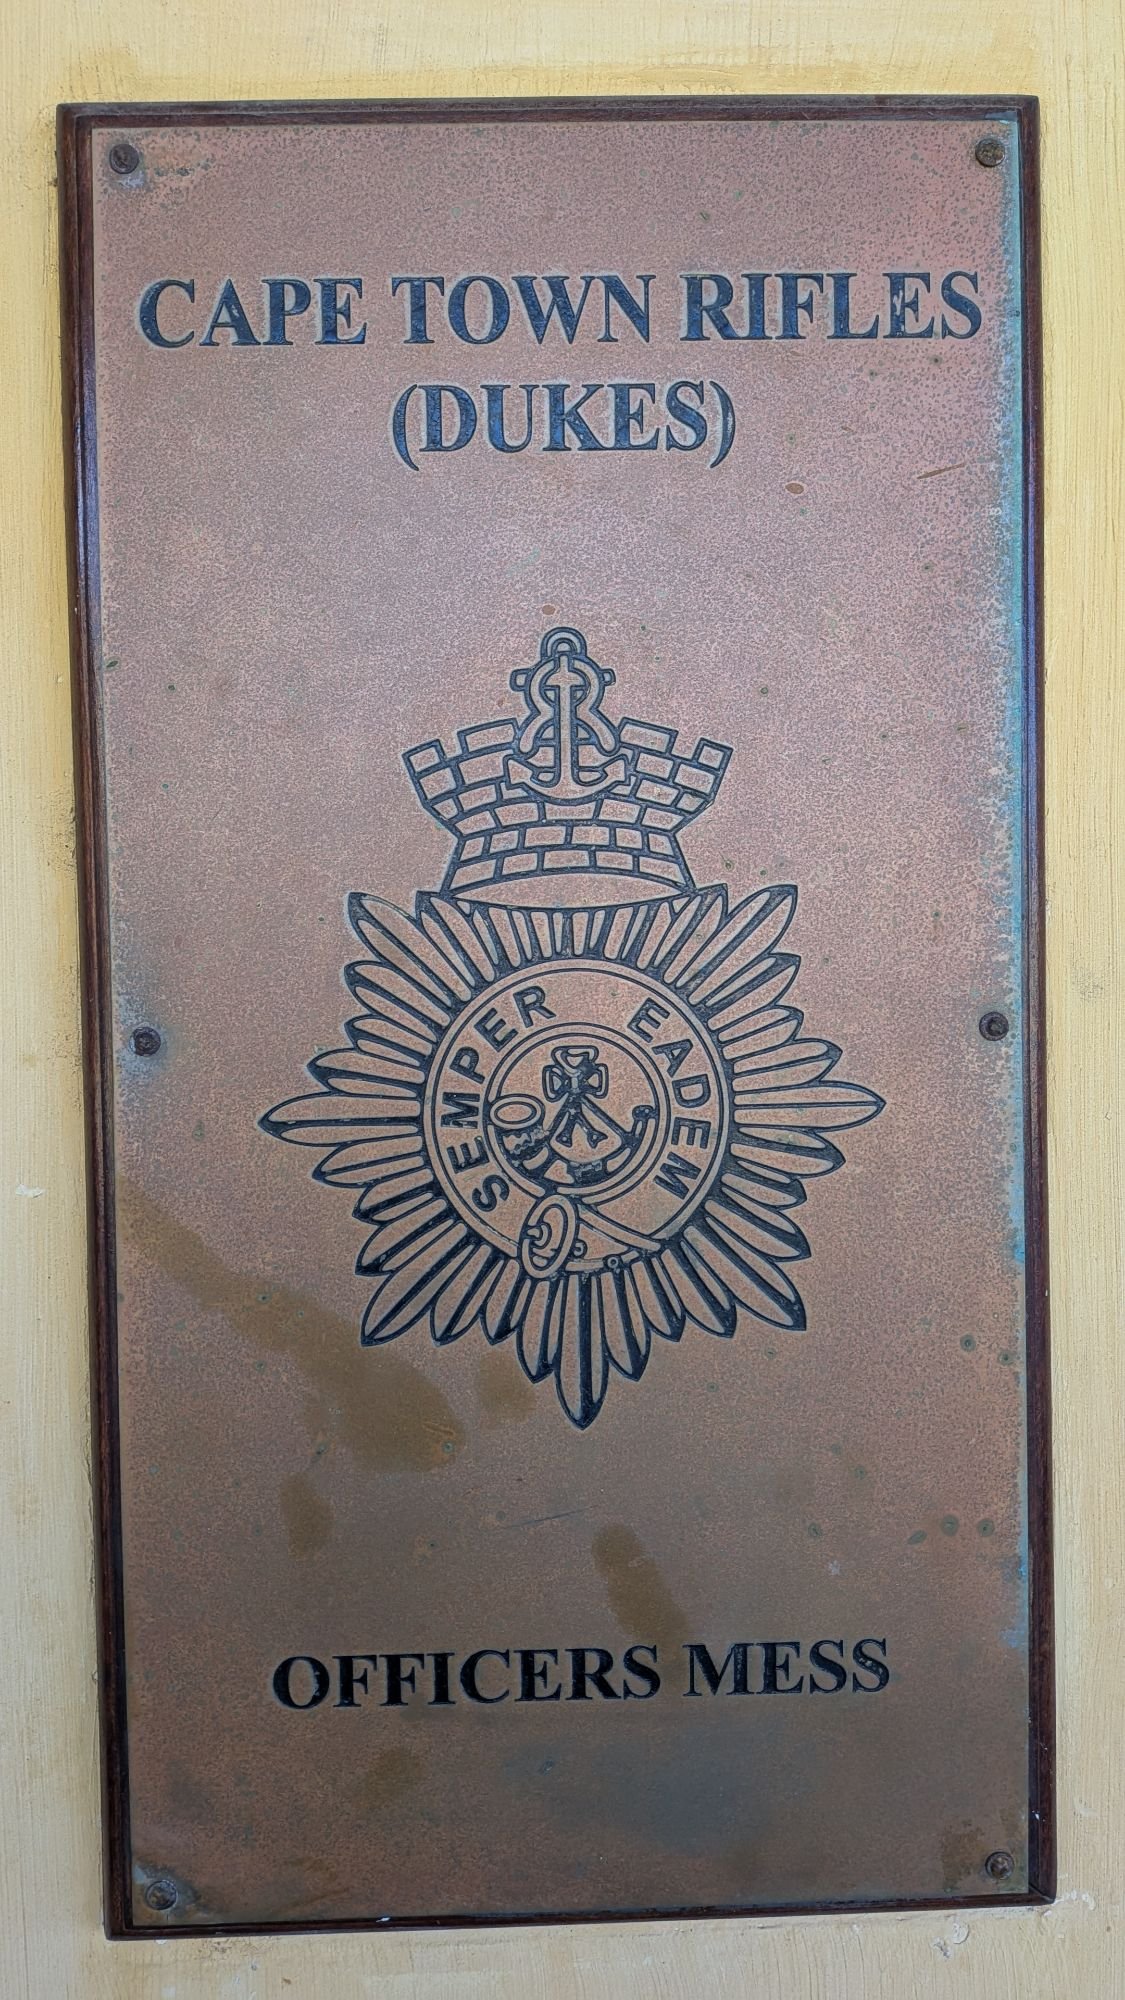 CAPE TOWN RIFLES
(DUKES)
SEMPER EADEM
OFFICERS MESS